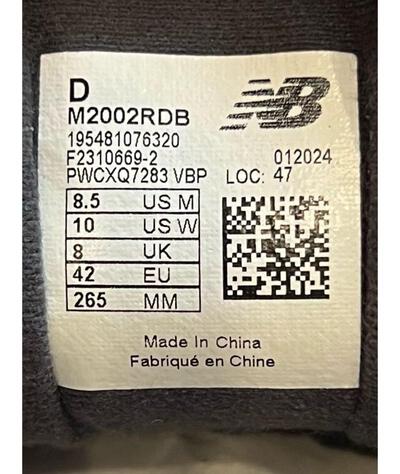 D
NB
M2002RDB
195481076320
F2310669-2 012024
PWCXQ7283 VBP LOC: 47
8.5 US M
10 US W
8 UK
42 EU
265 MM
Made In China
Fabriqué en Chine